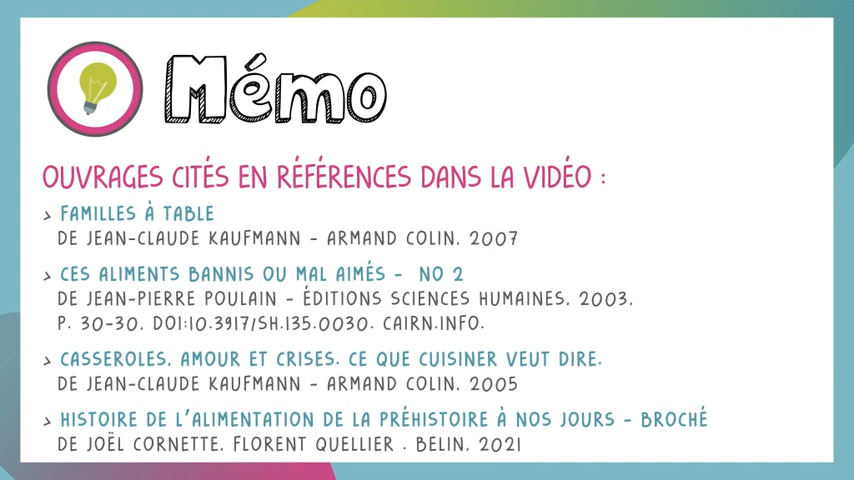 Mémo
OUVRAGES CITÉS EN RÉFÉRENCES DANS LA VIDÉO :
> FAMILLES À TABLE
DE JEAN-CLAUDE KAUFMANN - ARMAND COLIN, 2007
> CES ALIMENTS BANNIS OU MAL AIMÉS - NO 2
DE JEAN-PIERRE POULAIN - ÉDITIONS SCIENCES HUMAINES, 2003,
P. 30-30, DOI:10.3917/SH.135.0030. CAIRN.INFO.
> CASSEROLES, AMOUR ET CRISES. CE QUE CUISINER VEUT DIRE.
DE JEAN-CLAUDE KAUFMANN - ARMAND COLIN, 2005
> HISTOIRE DE L'ALIMENTATION DE LA PRÉHISTOIRE À NOS JOURS - BROCHÉ
DE JOËL CORNETTE, FLORENT QUELLIER . BELIN, 2021